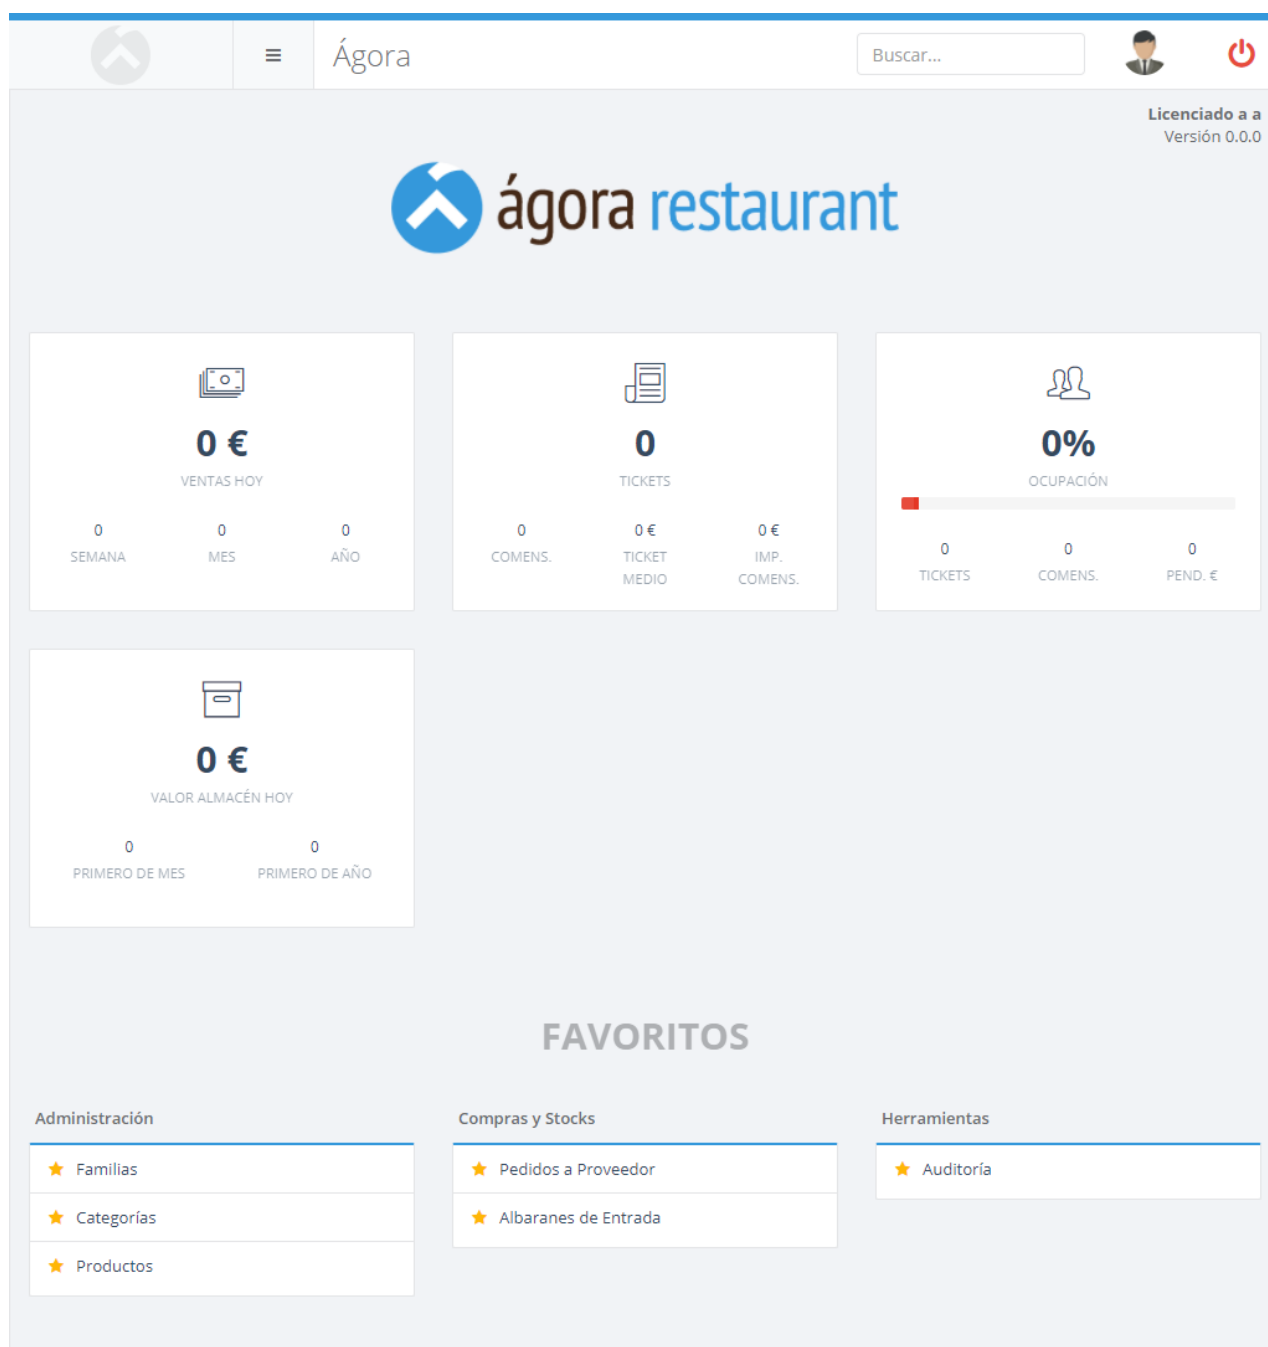 Ágora
Buscar...
Licenciado a a
Versión 0.0.0
ágora restaurant
0 €
VENTAS HOY
0 0 0
SEMANA MES AÑO
0
TICKETS
0 0 € 0 €
COMENS. TICKET MEDIO IMP. COMENS.
0%
OCUPACIÓN
0 0 0
TICKETS COMENS. PEND. €
0 €
VALOR ALMACÉN HOY
0 0
PRIMERO DE MES PRIMERO DE AÑO
FAVORITOS
Administración
Familias
Categorías
Productos
Compras y Stocks
Pedidos a Proveedor
Albaranes de Entrada
Herramientas
Auditoría